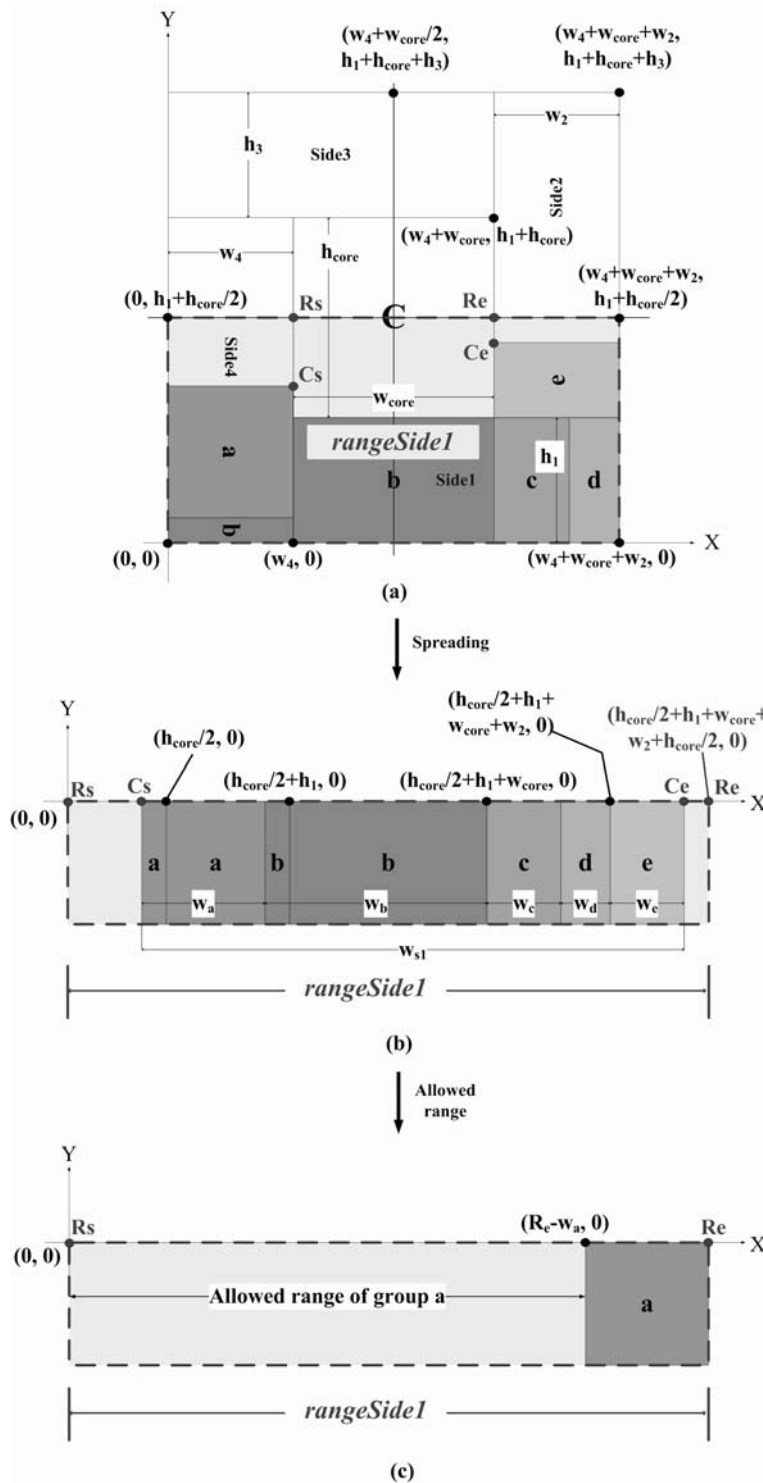 Y
(w4+wcore/2,
h1+hcore+h3)
(w4+wcore+w2,
h1+hcore+h3)
w2
h3
Side3
Side2
w4
hcore
(w4+wcore, h1+hcore)
(0, h1+hcore/2)
Rs
C
Re
(w4+wcore+w2,
h1+hcore/2)
Side4
Cs
Ce
wcore
e
a
rangeSide1
b
Side1
c
h1
d
b
X
(0, 0)
(w4, 0)
(w4+wcore+w2, 0)
(a)
Spreading
Y
(hcore/2, 0)
(hcore/2+h1+
wcore+w2, 0)
(hcore/2+h1+wcore+
w2+hcore/2, 0)
Rs
Cs
(hcore/2+h1, 0)
(hcore/2+h1+wcore, 0)
Ce
Re
X
(0, 0)
a
a
b
b
c
d
e
wa
wb
wc
wd
we
ws1
rangeSide1
(b)
Allowed
range
Y
Rs
(Re-wa, 0)
Re
X
(0, 0)
Allowed range of group a
a
rangeSide1
(c)